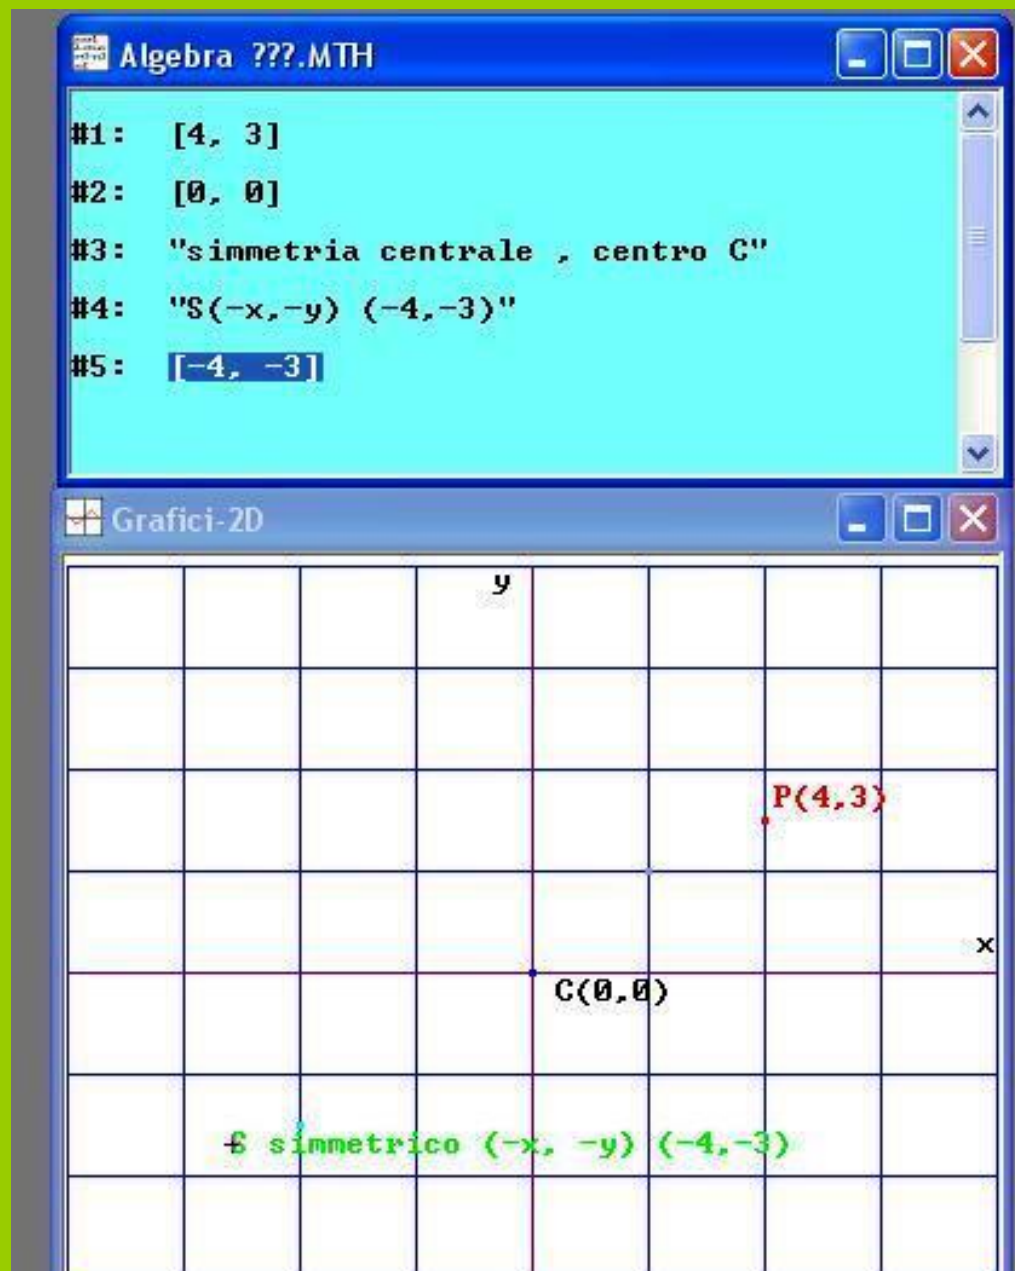 Algebra ???.MTH
#1: [4, 3]
#2: [0, 0]
#3: "simmetria centrale , centro C"
#4: "S(-x,-y) (-4,-3)"
#5: [-4, -3]
Grafici-2D
y
P(4,3)
x
C(0,0)
S simmetrico (-x, -y) (-4,-3)